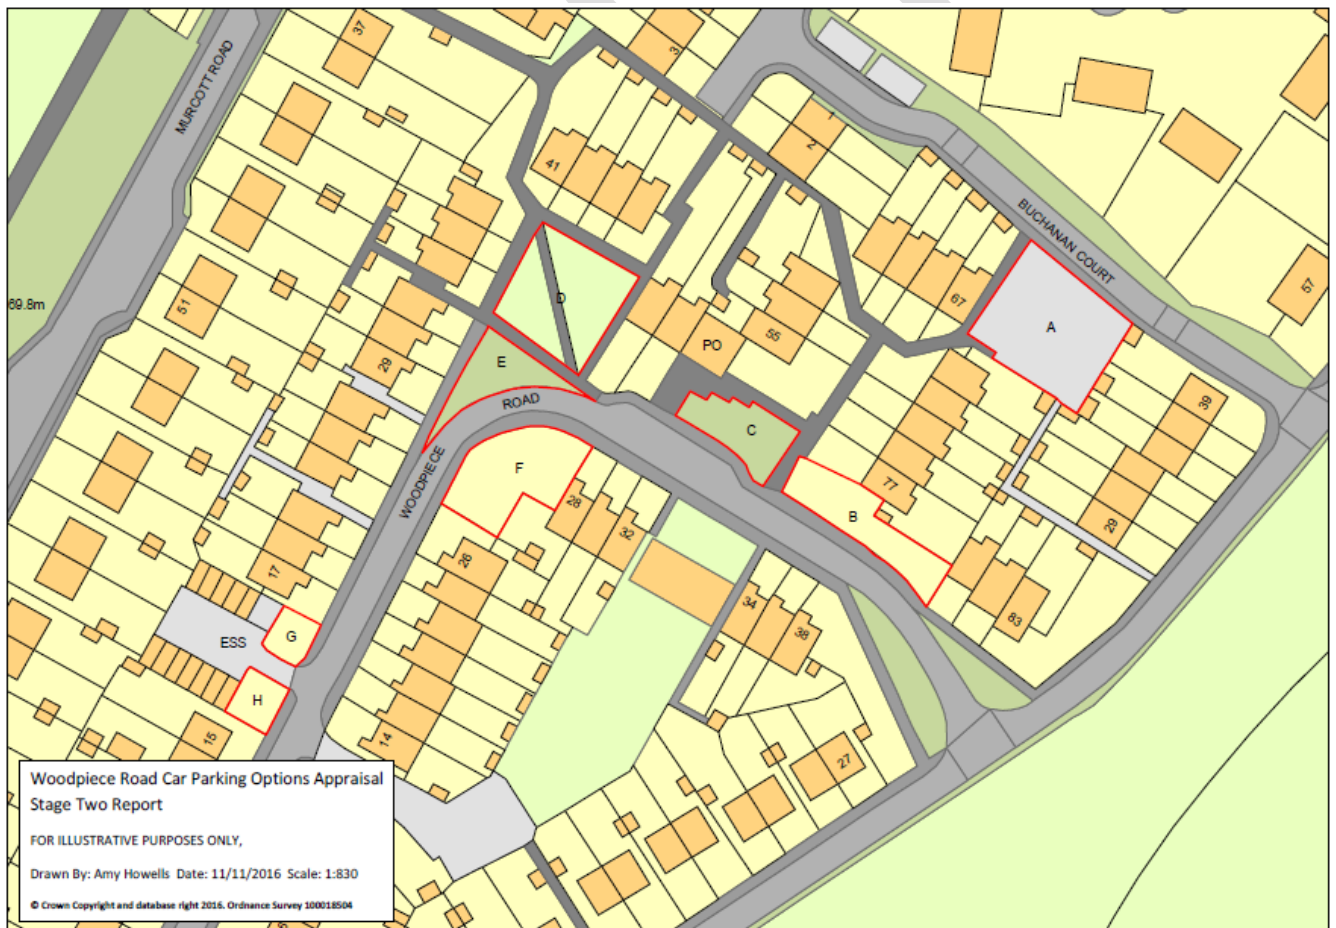 37
3
MURCOTT ROAD
1
2
41
BUCHANAN COURT
69.8m
51
D
67
57
A
PO
55
29
E
ROAD
39
C
WOODPIECE
F
77
28
B
29
32
26
17
34
38
83
G
ESS
H
15
14
27
Woodpiece Road Car Parking Options Appraisal
Stage Two Report
FOR ILLUSTRATIVE PURPOSES ONLY,
Drawn By: Amy Howells Date: 11/11/2016 Scale: 1:830
© Crown Copyright and database right 2016. Ordnance Survey 100018504